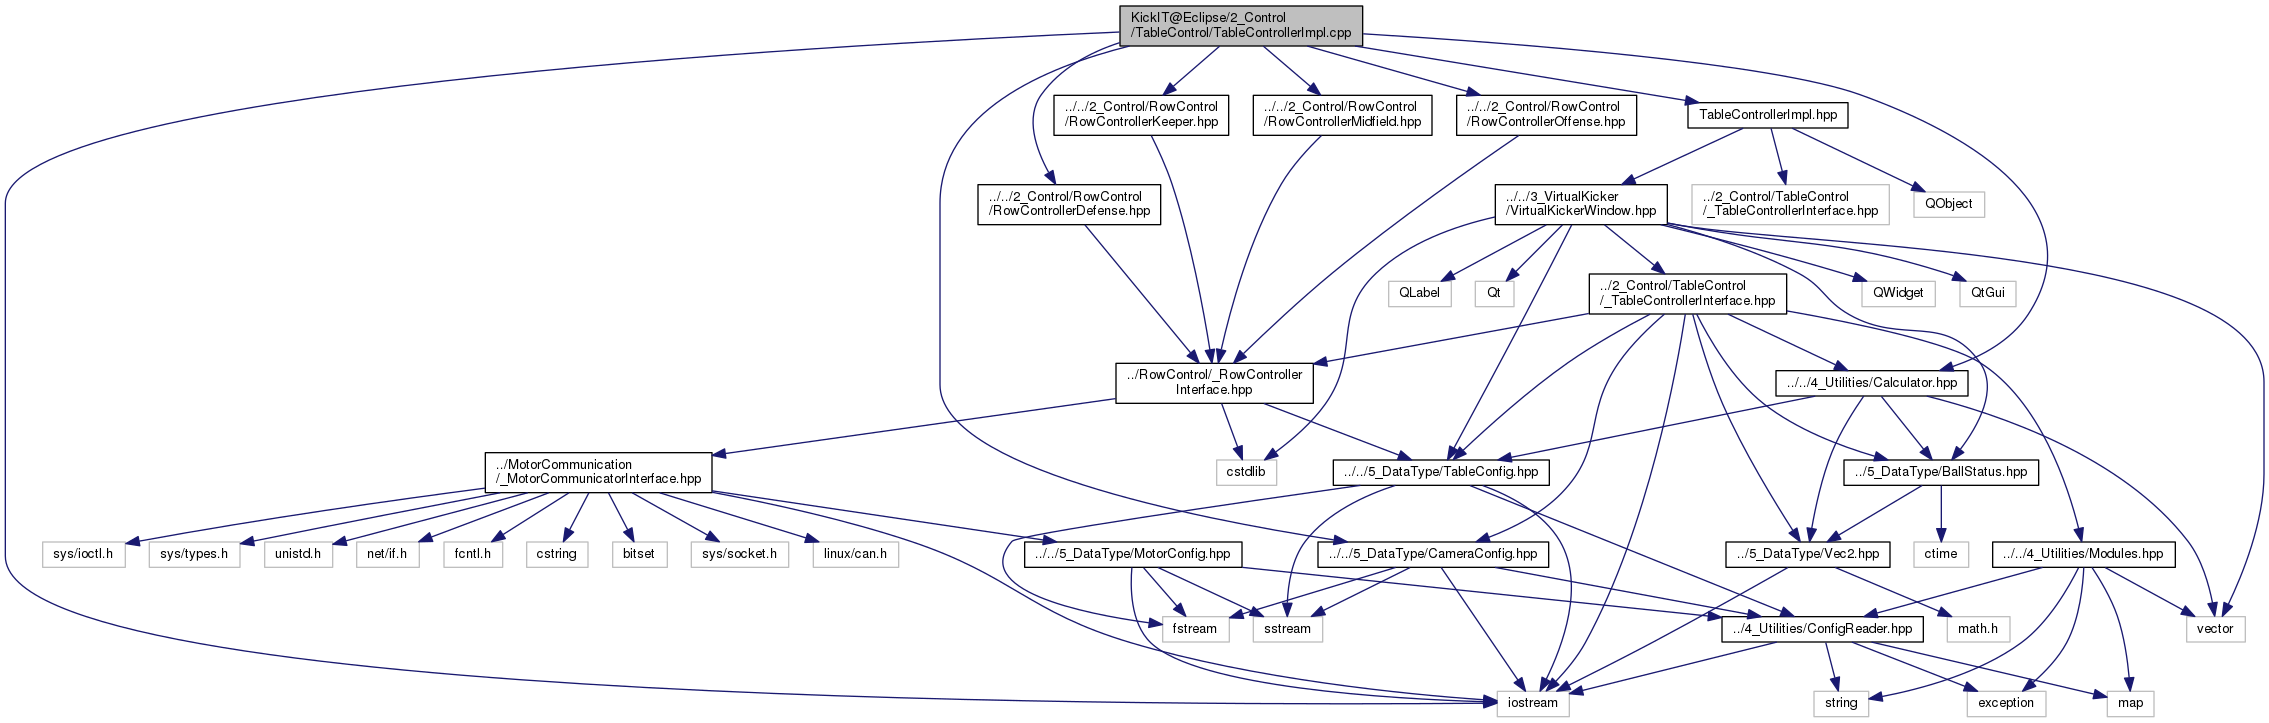 KickIT@Eclipse/2_Control
/TableControl/TableControllerImpl.cpp
../../2_Control/RowControl
/RowControllerKeeper.hpp
../../2_Control/RowControl
/RowControllerMidfield.hpp
../../2_Control/RowControl
/RowControllerOffense.hpp
TableControllerImpl.hpp
../../2_Control/RowControl
/RowControllerDefense.hpp
../../3_VirtualKicker
/VirtualKickerWindow.hpp
../2_Control/TableControl
/_TableControllerInterface.hpp
QObject
QLabel
Qt
../2_Control/TableControl
/_TableControllerInterface.hpp
QWidget
QtGui
../RowControl/_RowController
Interface.hpp
../../4_Utilities/Calculator.hpp
../MotorCommunication
/_MotorCommunicatorInterface.hpp
cstdlib
../../5_DataType/TableConfig.hpp
../5_DataType/BallStatus.hpp
sys/ioctl.h
sys/types.h
unistd.h
net/if.h
fcntl.h
cstring
bitset
sys/socket.h
linux/can.h
../../5_DataType/MotorConfig.hpp
../../5_DataType/CameraConfig.hpp
../5_DataType/Vec2.hpp
ctime
../../4_Utilities/Modules.hpp
fstream
sstream
../4_Utilities/ConfigReader.hpp
math.h
vector
iostream
string
exception
map